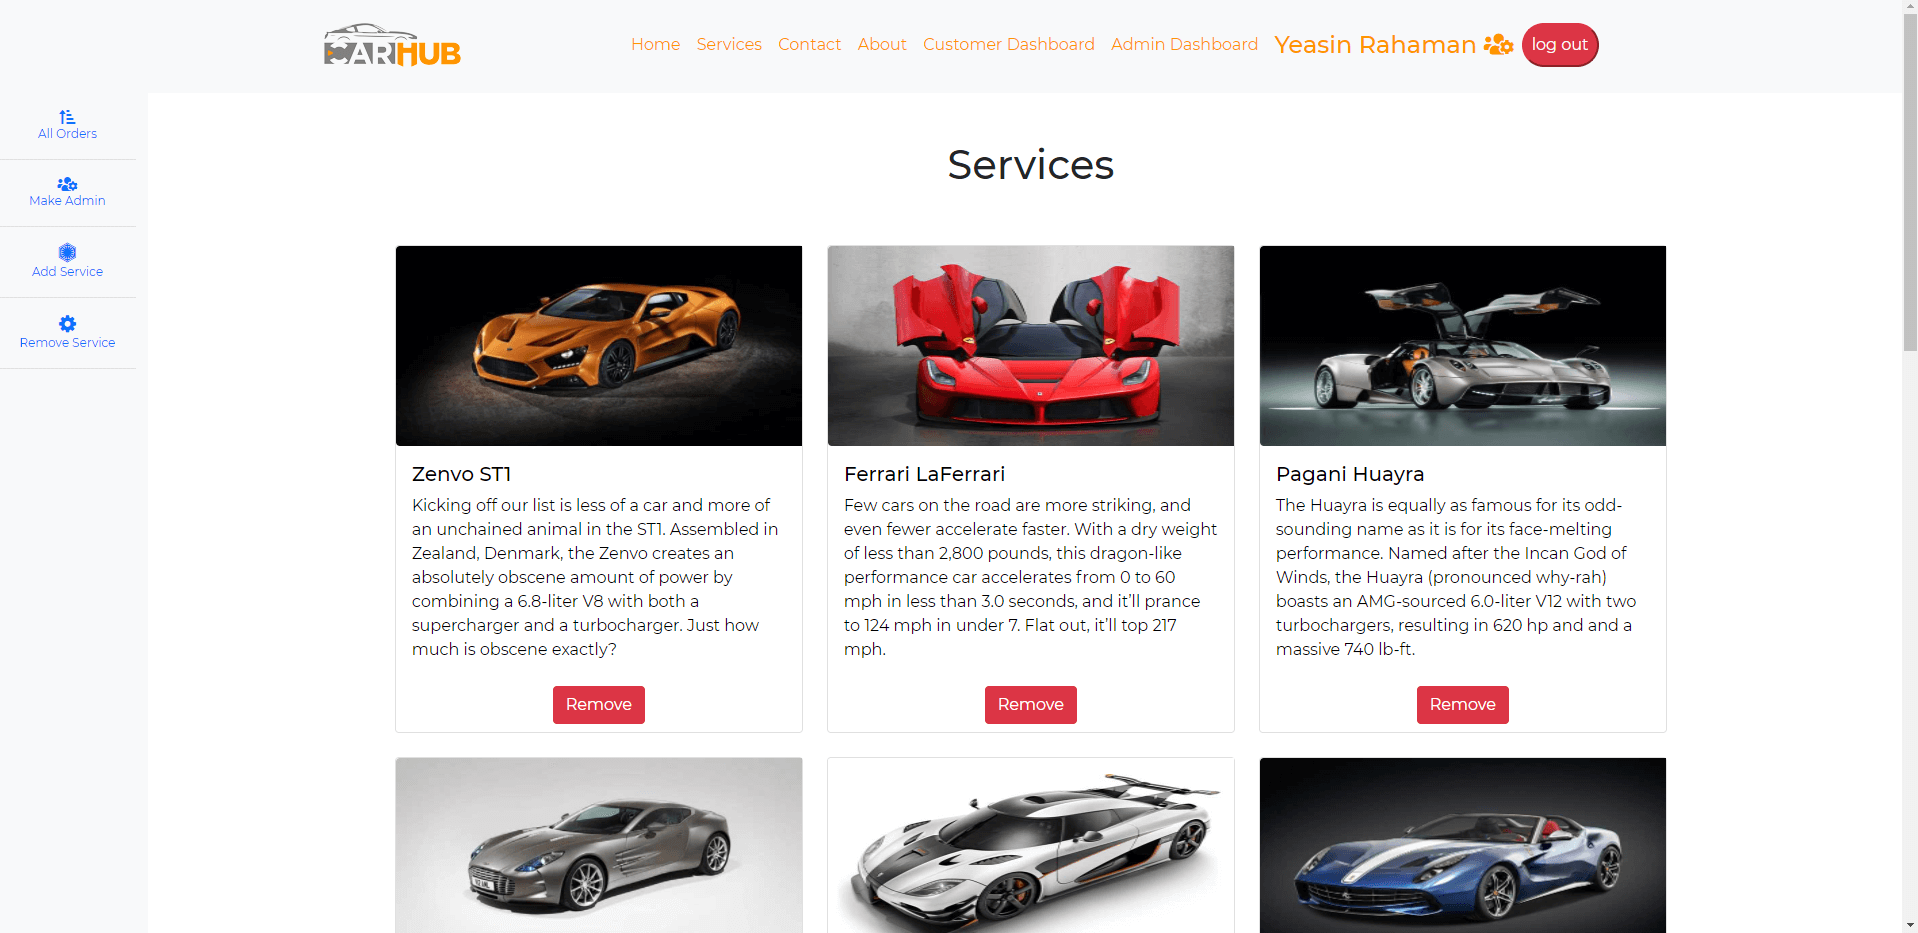 CARHUB
Home Services Contact About Customer Dashboard Admin Dashboard Yeasin Rahaman log out
All Orders
Make Admin
Add Service
Remove Service
Services
Zenvo ST1
Kicking off our list is less of a car and more of
an unchained animal in the ST1. Assembled in
Zealand, Denmark, the Zenvo creates an
absolutely obscene amount of power by
combining a 6.8-liter V8 with both a
supercharger and a turbocharger. Just how
much is obscene exactly?
Remove
Ferrari LaFerrari
Few cars on the road are more striking, and
even fewer accelerate faster. With a dry weight
of less than 2,800 pounds, this dragon-like
performance car accelerates from 0 to 60
mph in less than 3.0 seconds, and it’ll prance
to 124 mph in under 7. Flat out, it’ll top 217
mph.
Remove
Pagani Huayra
The Huayra is equally as famous for its odd-
sounding name as it is for its face-melting
performance. Named after the Incan God of
Winds, the Huayra (pronounced why-rah)
boasts an AMG-sourced 6.0-liter V12 with two
turbochargers, resulting in 620 hp and and a
massive 740 lb-ft.
Remove